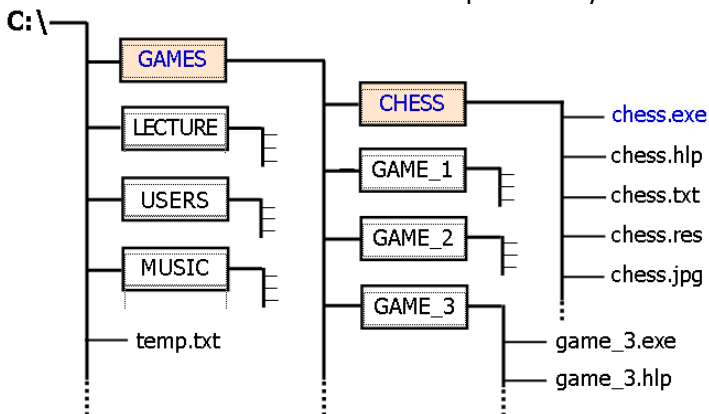 C:\
GAMES
LECTURE
USERS
MUSIC
temp.txt
CHESS
GAME_1
GAME_2
GAME_3
chess.exe
chess.hlp
chess.txt
chess.res
chess.jpg
game_3.exe
game_3.hlp